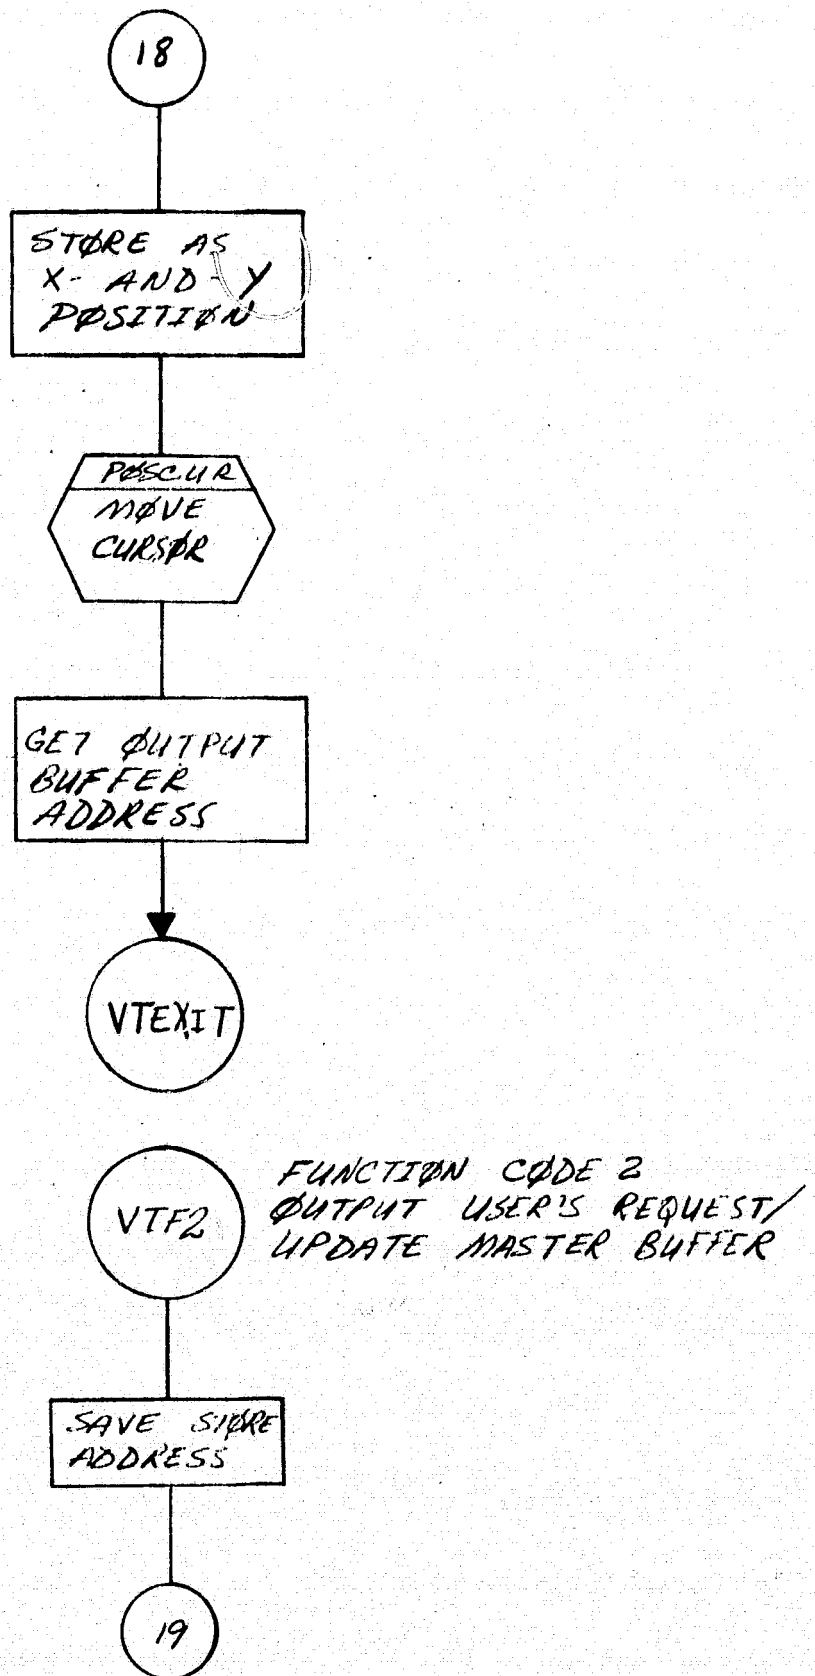 18
STØRE AS
X- AND-Y
PØSITIØN
PØSCUR
MØVE
CURSØR
GET ØUTPUT
BUFFER
ADDRESS
VTEXIT
VTF2
FUNCTIØN CØDE 2
ØUTPUT USER'S REQUEST/
UPDATE MASTER BUFFER
SAVE STØRE
ADDRESS
19